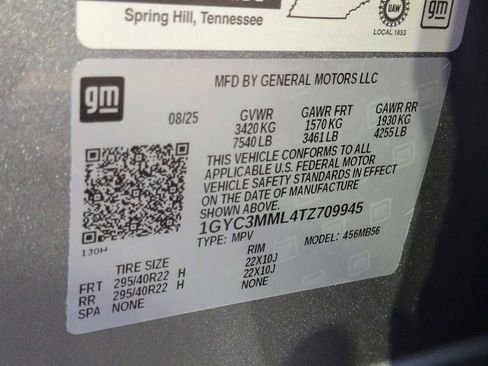 Spring Hill, Tennessee
UAW
LOCAL 1853
gm
gm
MFD BY GENERAL MOTORS LLC
08/25 GVWR GAWR FRT GAWR RR
3420 KG 1570 KG 1930 KG
7540 LB 3461 LB 4255 LB
THIS VEHICLE CONFORMS TO ALL
APPLICABLE U.S. FEDERAL MOTOR
VEHICLE SAFETY STANDARDS IN EFFECT
ON THE DATE OF MANUFACTURE
SHOWN ABOVE.
1GYC3MML4TZ709945
TYPE: MPV MODEL: 456MB56
130H
TIRE SIZE RIM
FRT 295/40R22 H 22X10J
RR 295/40R22 H 22X10J
SPA NONE NONE